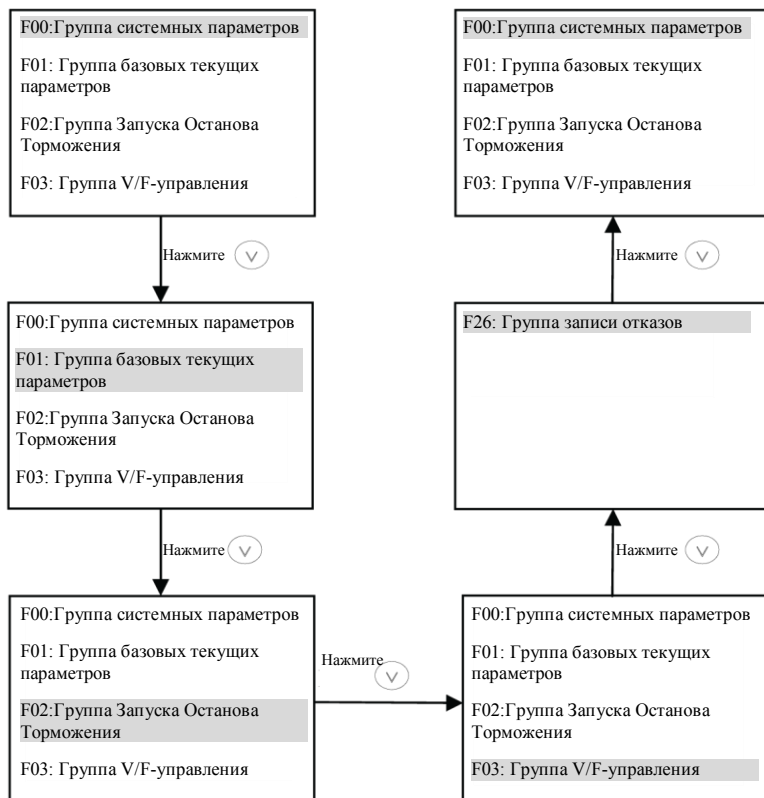 F00:Группа системных параметров
F01: Группа базовых текущих
параметров
F02:Группа Запуска Останова
Торможения
F03: Группа V/F-управления
Нажмите
F00:Группа системных параметров
F01: Группа базовых текущих
параметров
F02:Группа Запуска Останова
Торможения
F03: Группа V/F-управления
Нажмите
F00:Группа системных параметров
F01: Группа базовых текущих
параметров
F02:Группа Запуска Останова
Торможения
F03: Группа V/F-управления
Нажмите
F00:Группа системных параметров
F01: Группа базовых текущих
параметров
F02:Группа Запуска Останова
Торможения
F03: Группа V/F-управления
Нажмите
F26: Группа записи отказов
Нажмите
F00:Группа системных параметров
F01: Группа базовых текущих
параметров
F02:Группа Запуска Останова
Торможения
F03: Группа V/F-управления